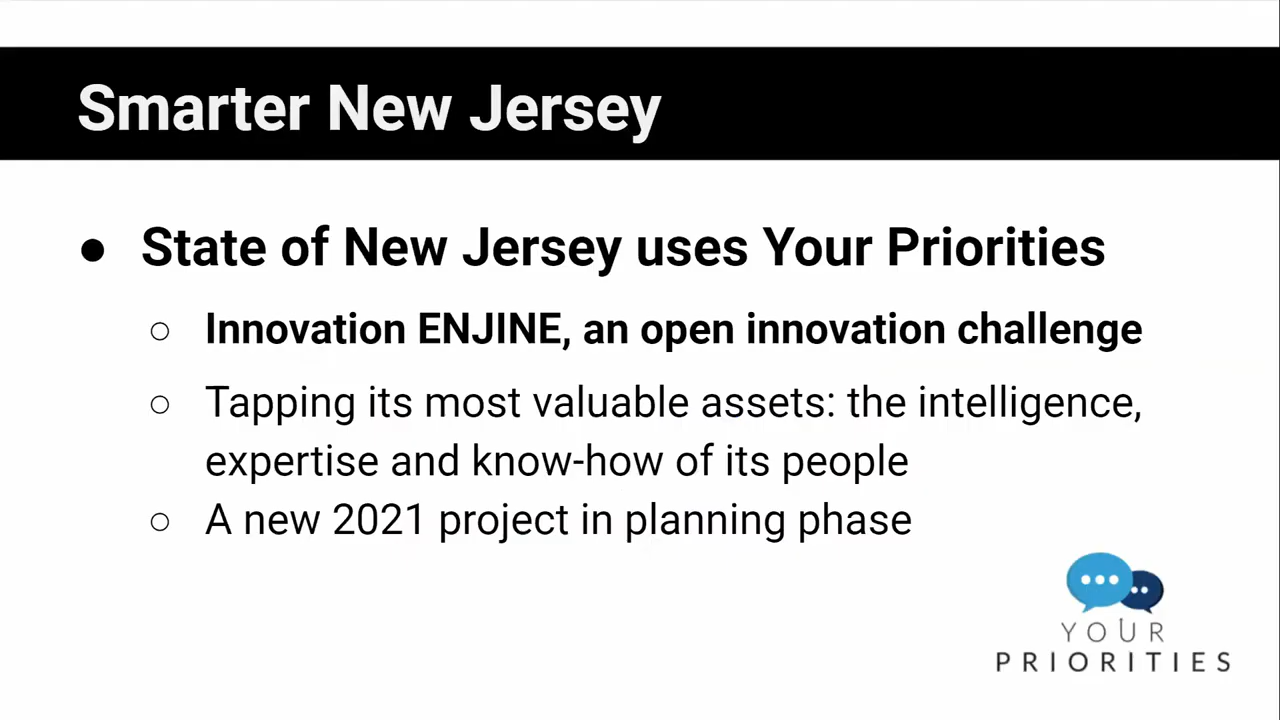 Smarter New Jersey
● State of New Jersey uses Your Priorities
○ Innovation ENJINE, an open innovation challenge
○ Tapping its most valuable assets: the intelligence,
expertise and know-how of its people
○ A new 2021 project in planning phase
YOUR
PRIORITIES